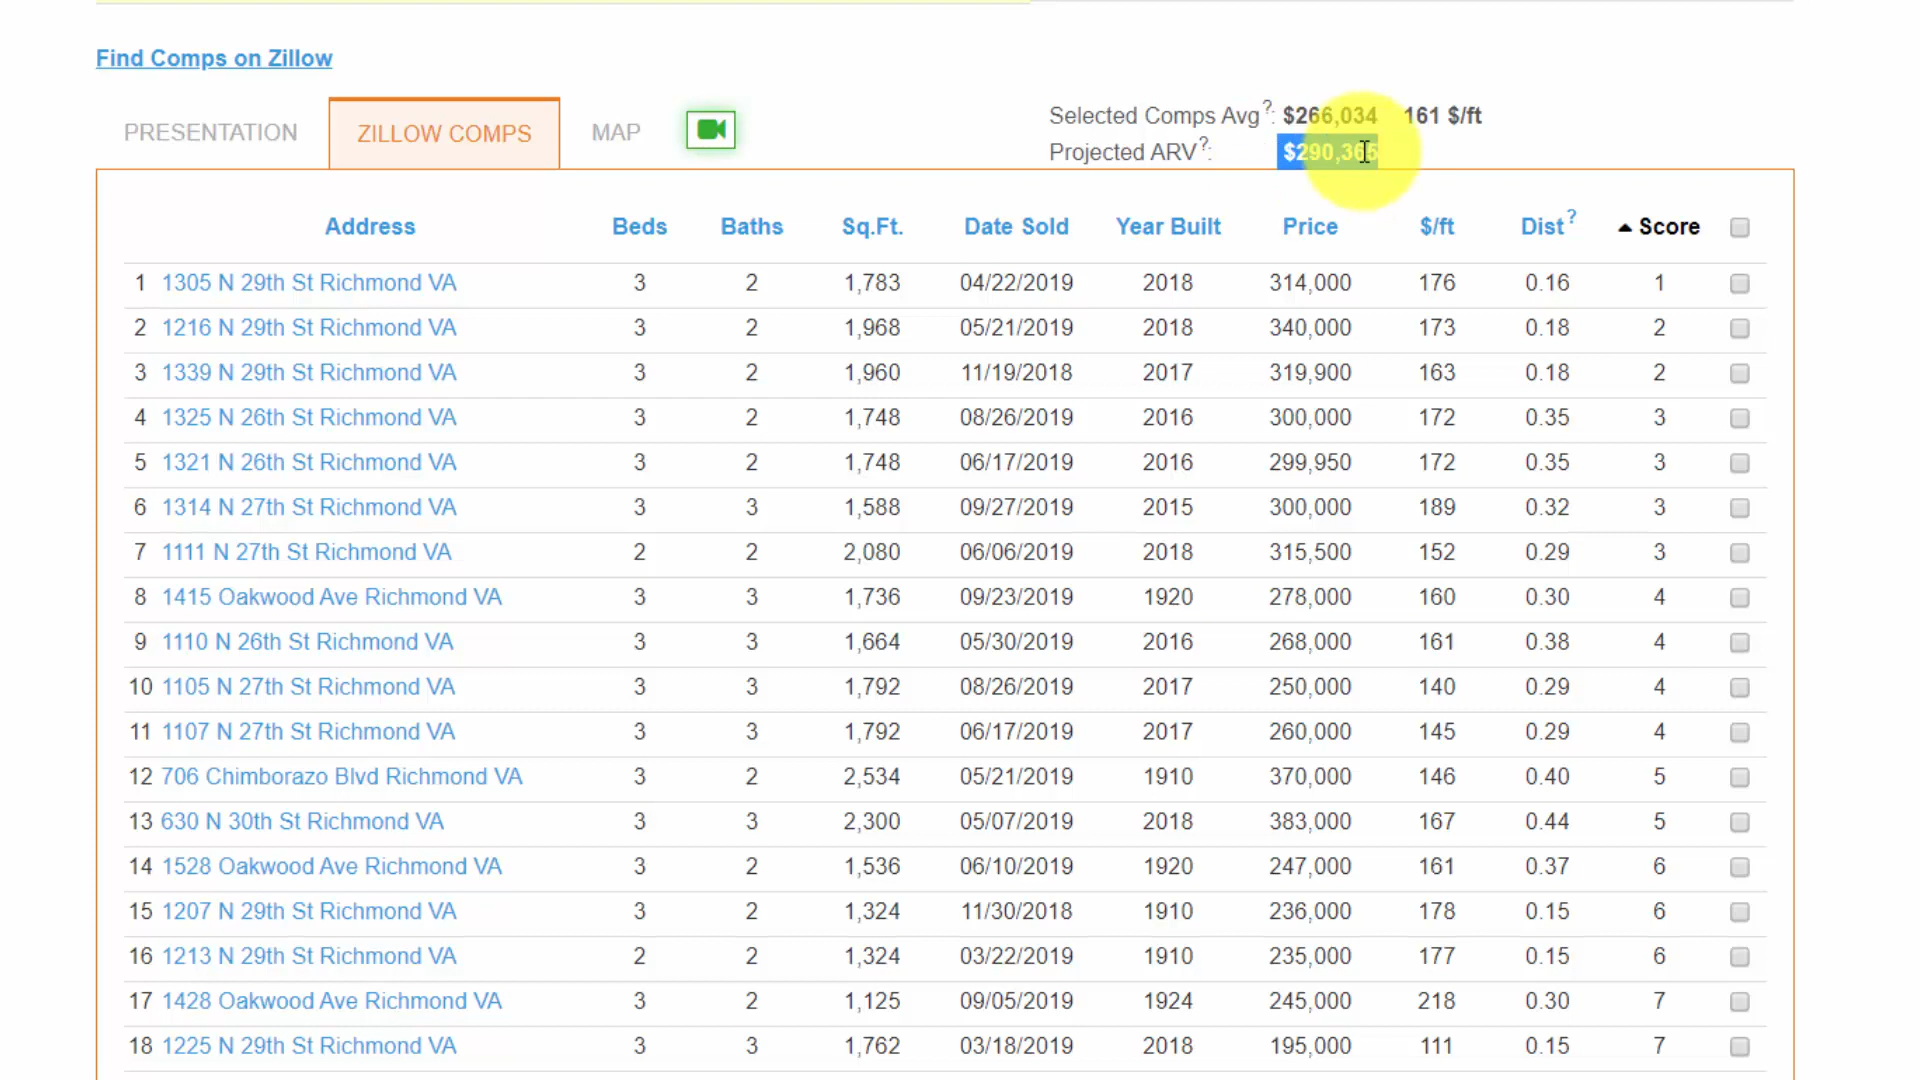 Find Comps on Zillow
PRESENTATION ZILLOW COMPS MAP
Selected Comps Avg?: $266,034 161 $/ft
Projected ARV?: $290,365
Address Beds Baths Sq.Ft. Date Sold Year Built Price $/ft Dist? Score
1 1305 N 29th St Richmond VA 3 2 1,783 04/22/2019 2018 314,000 176 0.16 1
2 1216 N 29th St Richmond VA 3 2 1,968 05/21/2019 2018 340,000 173 0.18 2
3 1339 N 29th St Richmond VA 3 2 1,960 11/19/2018 2017 319,900 163 0.18 2
4 1325 N 26th St Richmond VA 3 2 1,748 08/26/2019 2016 300,000 172 0.35 3
5 1321 N 26th St Richmond VA 3 2 1,748 06/17/2019 2016 299,950 172 0.35 3
6 1314 N 27th St Richmond VA 3 3 1,588 09/27/2019 2015 300,000 189 0.32 3
7 1111 N 27th St Richmond VA 2 2 2,080 06/06/2019 2018 315,500 152 0.29 3
8 1415 Oakwood Ave Richmond VA 3 3 1,736 09/23/2019 1920 278,000 160 0.30 4
9 1110 N 26th St Richmond VA 3 3 1,664 05/30/2019 2016 268,000 161 0.38 4
10 1105 N 27th St Richmond VA 3 3 1,792 08/26/2019 2017 250,000 140 0.29 4
11 1107 N 27th St Richmond VA 3 3 1,792 06/17/2019 2017 260,000 145 0.29 4
12 706 Chimborazo Blvd Richmond VA 3 2 2,534 05/21/2019 1910 370,000 146 0.40 5
13 630 N 30th St Richmond VA 3 3 2,300 05/07/2019 2018 383,000 167 0.44 5
14 1528 Oakwood Ave Richmond VA 3 2 1,536 06/10/2019 1920 247,000 161 0.37 6
15 1207 N 29th St Richmond VA 3 2 1,324 11/30/2018 1910 236,000 178 0.15 6
16 1213 N 29th St Richmond VA 2 2 1,324 03/22/2019 1910 235,000 177 0.15 6
17 1428 Oakwood Ave Richmond VA 3 2 1,125 09/05/2019 1924 245,000 218 0.30 7
18 1225 N 29th St Richmond VA 3 3 1,762 03/18/2019 2018 195,000 111 0.15 7